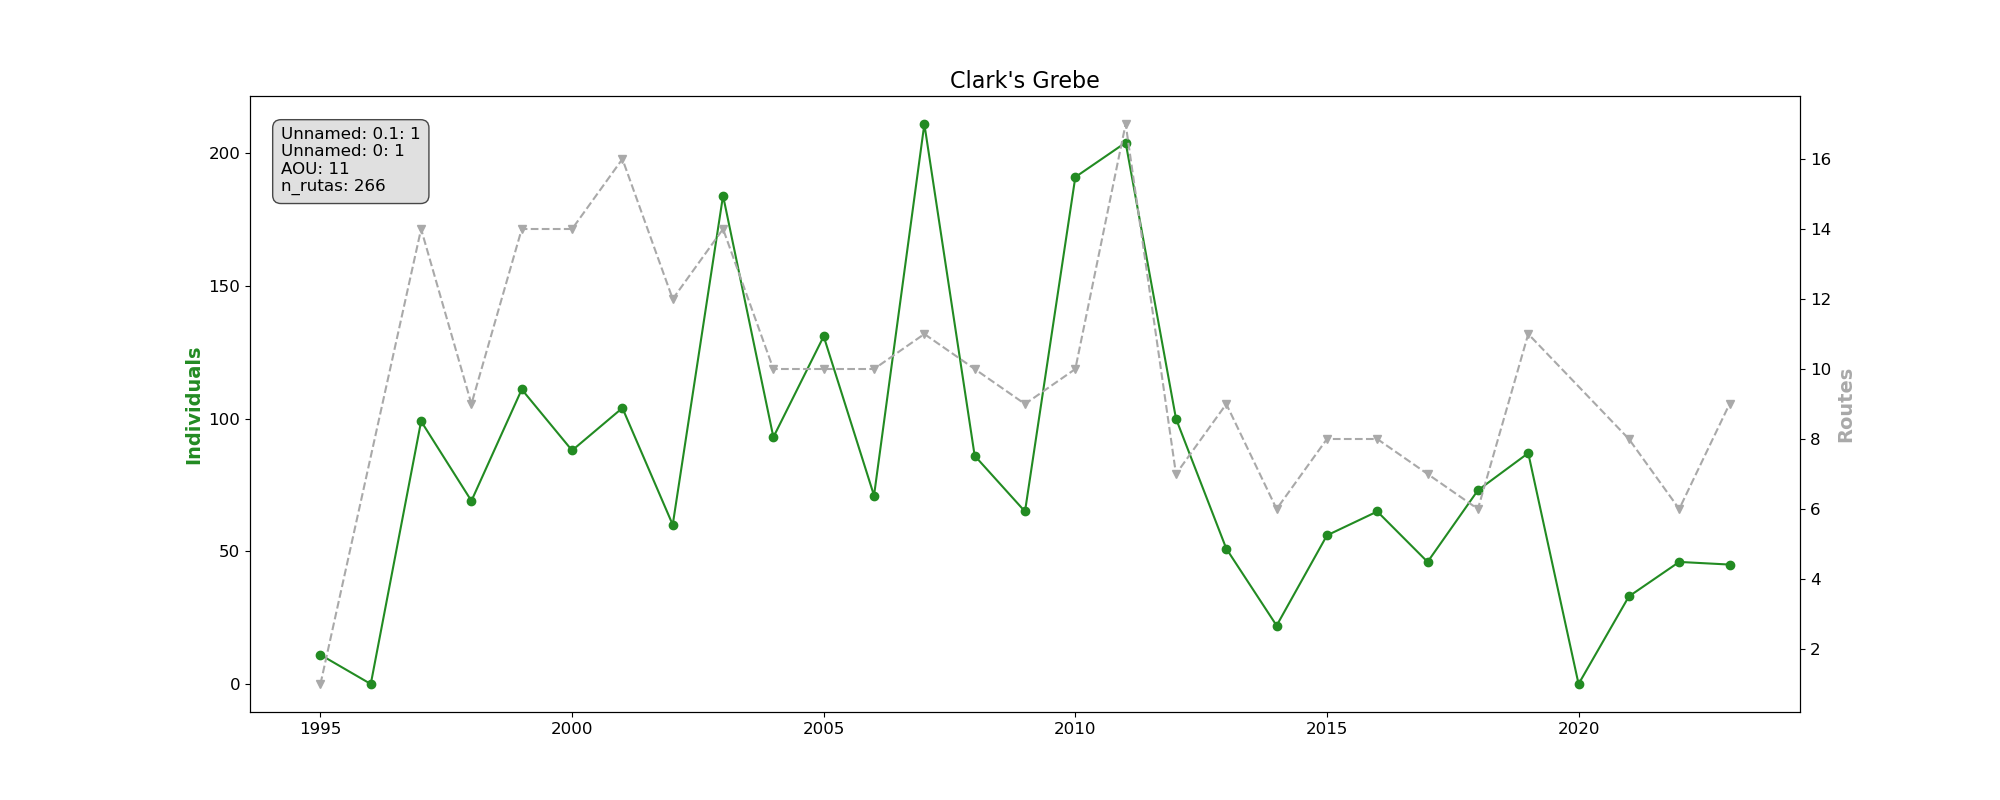 Clark's Grebe
Unnamed: 0.1: 1
Unnamed: 0: 1
AOU: 11
n_rutas: 266
200
150
100
50
0
Individuals
16
14
12
10
8
6
4
2
Routes
1995 2000 2005 2010 2015 2020